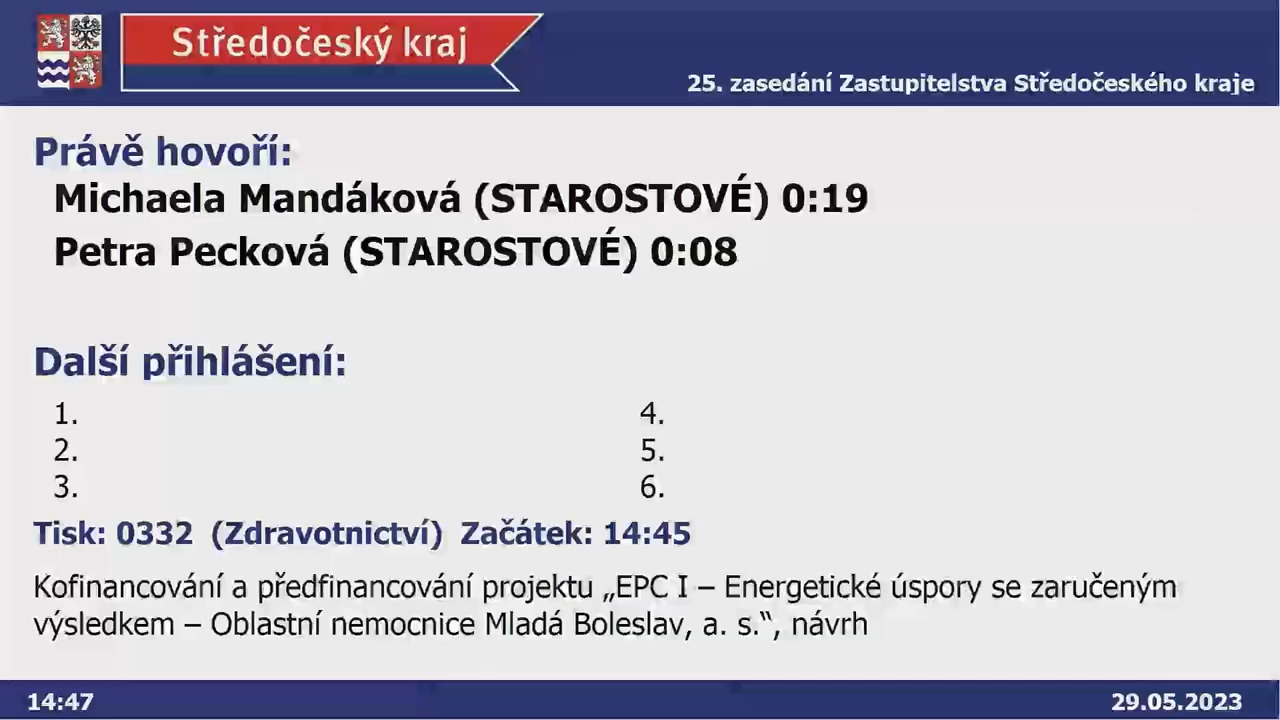 Středočeský kraj
25. zasedání Zastupitelstva Středočeského kraje
Právě hovoří:
Michaela Mandáková (STAROSTOVÉ) 0:19
Petra Pecková (STAROSTOVÉ) 0:08
Další přihlášení:
1.
2.
3.
4.
5.
6.
Tisk: 0332 (Zdravotnictví) Začátek: 14:45
Kofinancování a předfinancování projektu „EPC I – Energetické úspory se zaručeným
výsledkem – Oblastní nemocnice Mladá Boleslav, a. s.“, návrh
14:47
29.05.2023